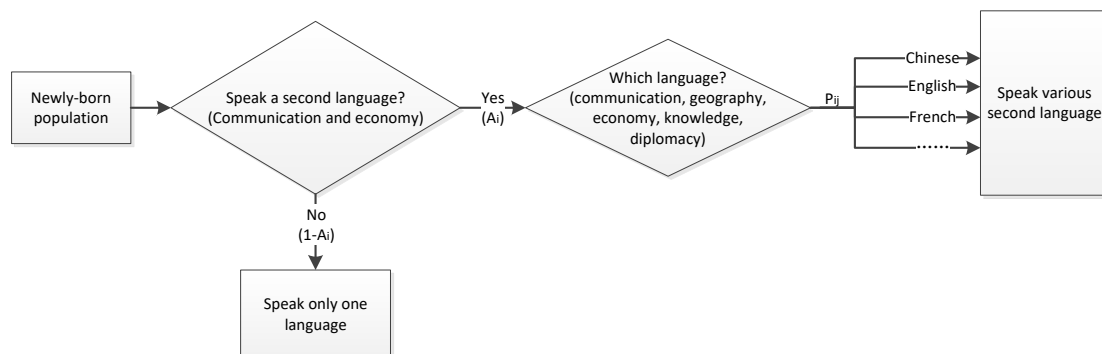 Newly-born
population
Speak a second language?
(Communication and economy)
Yes
(Ai)
No
(1-Ai)
Speak only one
language
Which language?
(communication, geography,
economy, knowledge,
diplomacy)
Pij
Chinese
English
French
......
Speak various
second language